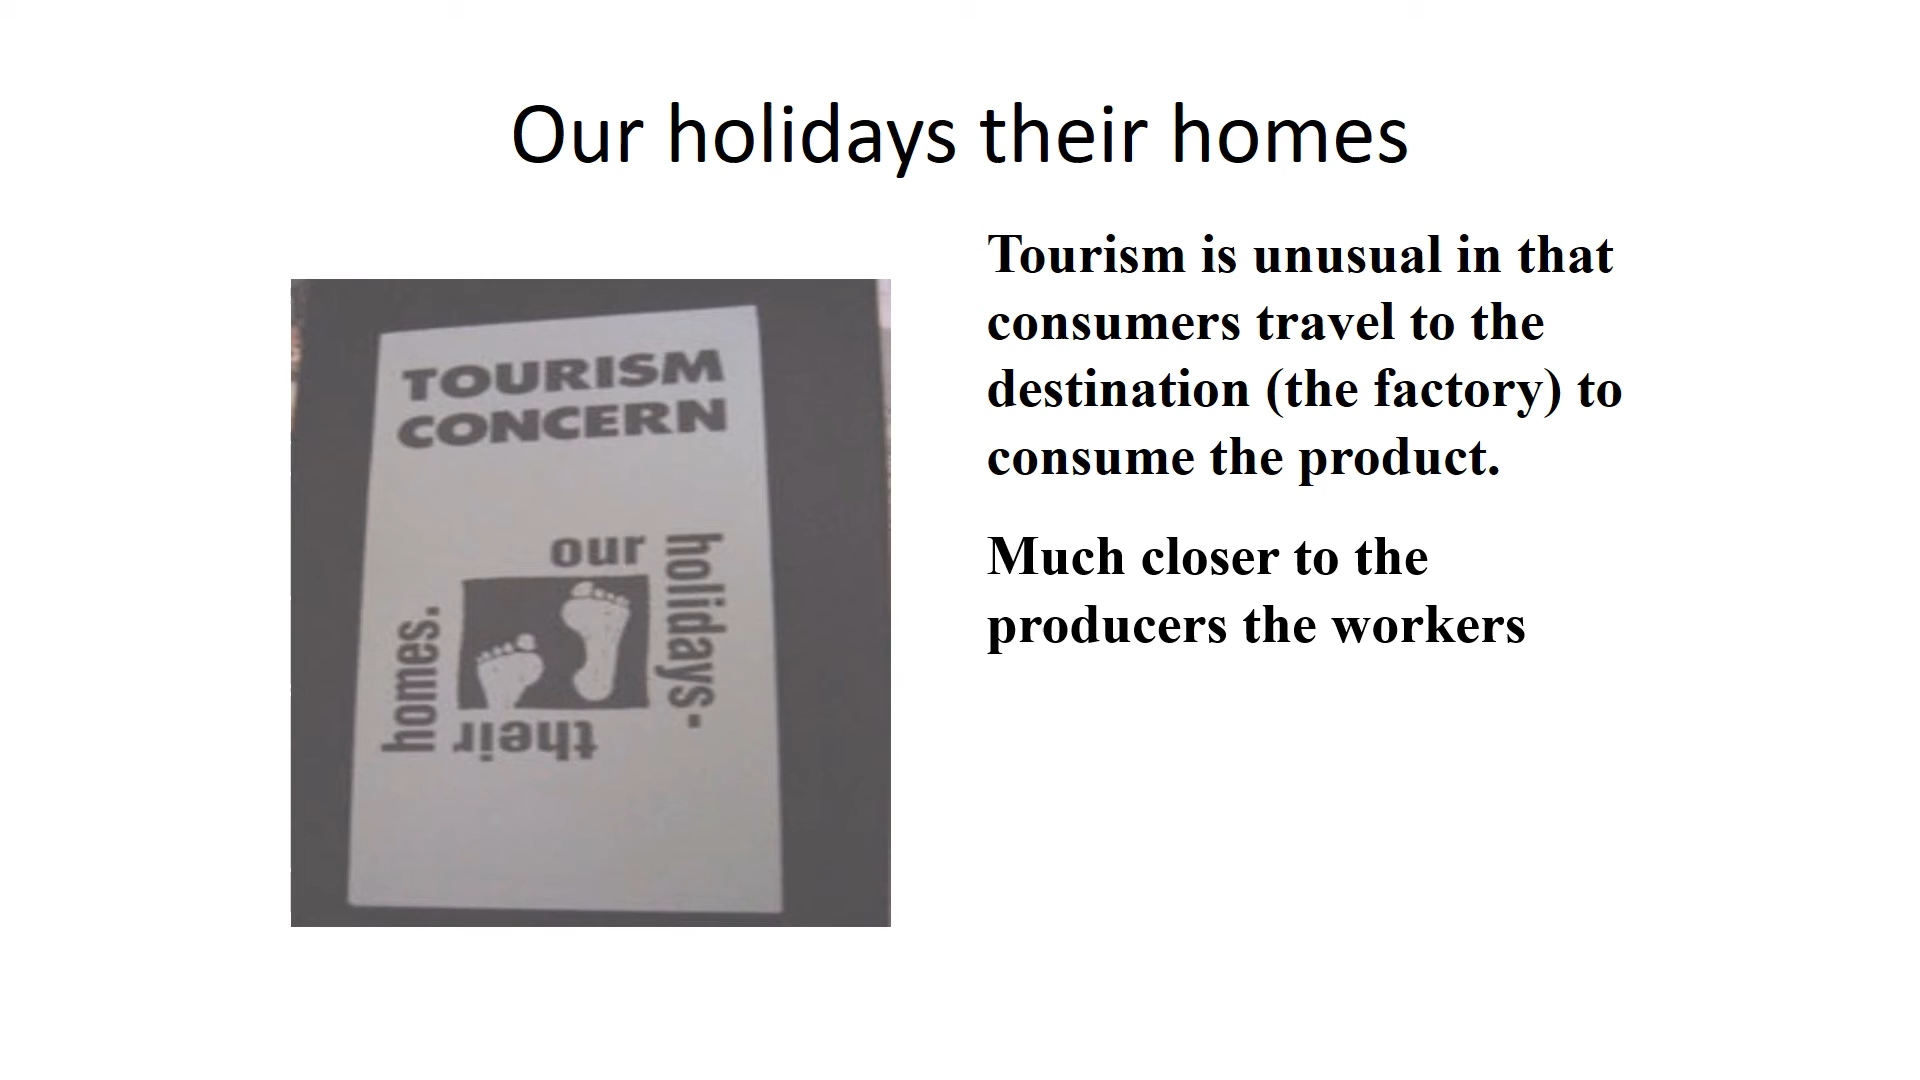 Our holidays their homes
Tourism is unusual in that
consumers travel to the
destination (the factory) to
consume the product.
Much closer to the
producers the workers
TOURISM
CONCERN
our
holidays-
their
homes.